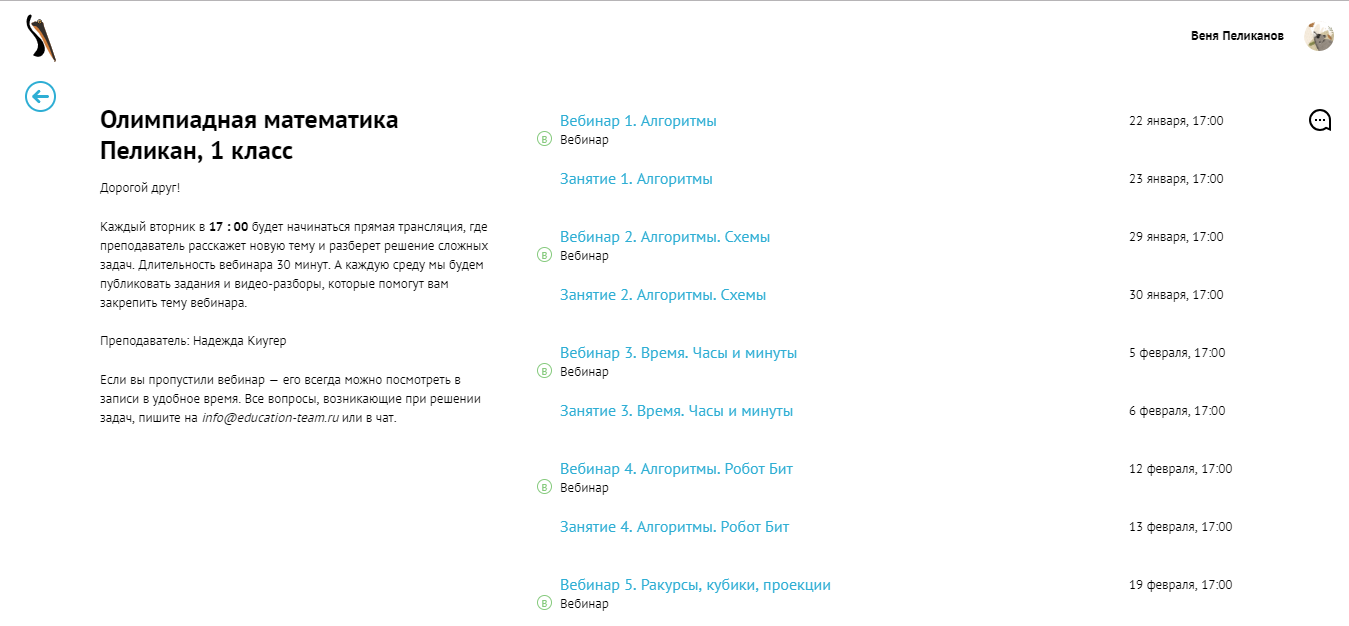 Веня Пеликанов
Олимпиадная математика
Пеликан, 1 класс
Дорогой друг!
Каждый вторник в 17 : 00 будет начинаться прямая трансляция, где
преподаватель расскажет новую тему и разберет решение сложных
задач. Длительность вебинара 30 минут. А каждую среду мы будем
публиковать задания и видео-разборы, которые помогут вам
закрепить тему вебинара.
Преподаватель: Надежда Киугер
Если вы пропустили вебинар — его всегда можно посмотреть в
записи в удобное время. Все вопросы, возникающие при решении
задач, пишите на info@education-team.ru или в чат.
Вебинар 1. Алгоритмы 22 января, 17:00
В Вебинар
Занятие 1. Алгоритмы 23 января, 17:00
Вебинар 2. Алгоритмы. Схемы 29 января, 17:00
В Вебинар
Занятие 2. Алгоритмы. Схемы 30 января, 17:00
Вебинар 3. Время. Часы и минуты 5 февраля, 17:00
В Вебинар
Занятие 3. Время. Часы и минуты 6 февраля, 17:00
Вебинар 4. Алгоритмы. Робот Бит 12 февраля, 17:00
В Вебинар
Занятие 4. Алгоритмы. Робот Бит 13 февраля, 17:00
Вебинар 5. Ракурсы, кубики, проекции 19 февраля, 17:00
В Вебинар